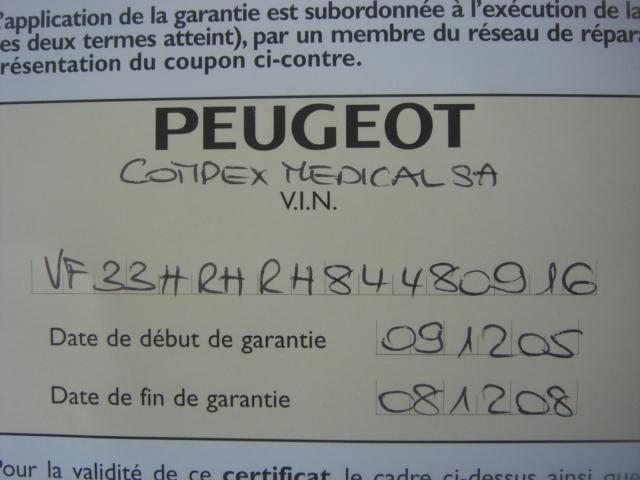 l'application de la garantie est subordonnée à l'exécution de la
es deux termes atteint), par un membre du réseau de répara
résentation du coupon ci-contre.
PEUGEOT
COMPEX MEDICAL SA
V.I.N.
VF33HRHRH84480916
Date de début de garantie 091205
Date de fin de garantie 081208
Pour la validité de ce certificat, le cadre ci-dessus ainsi que